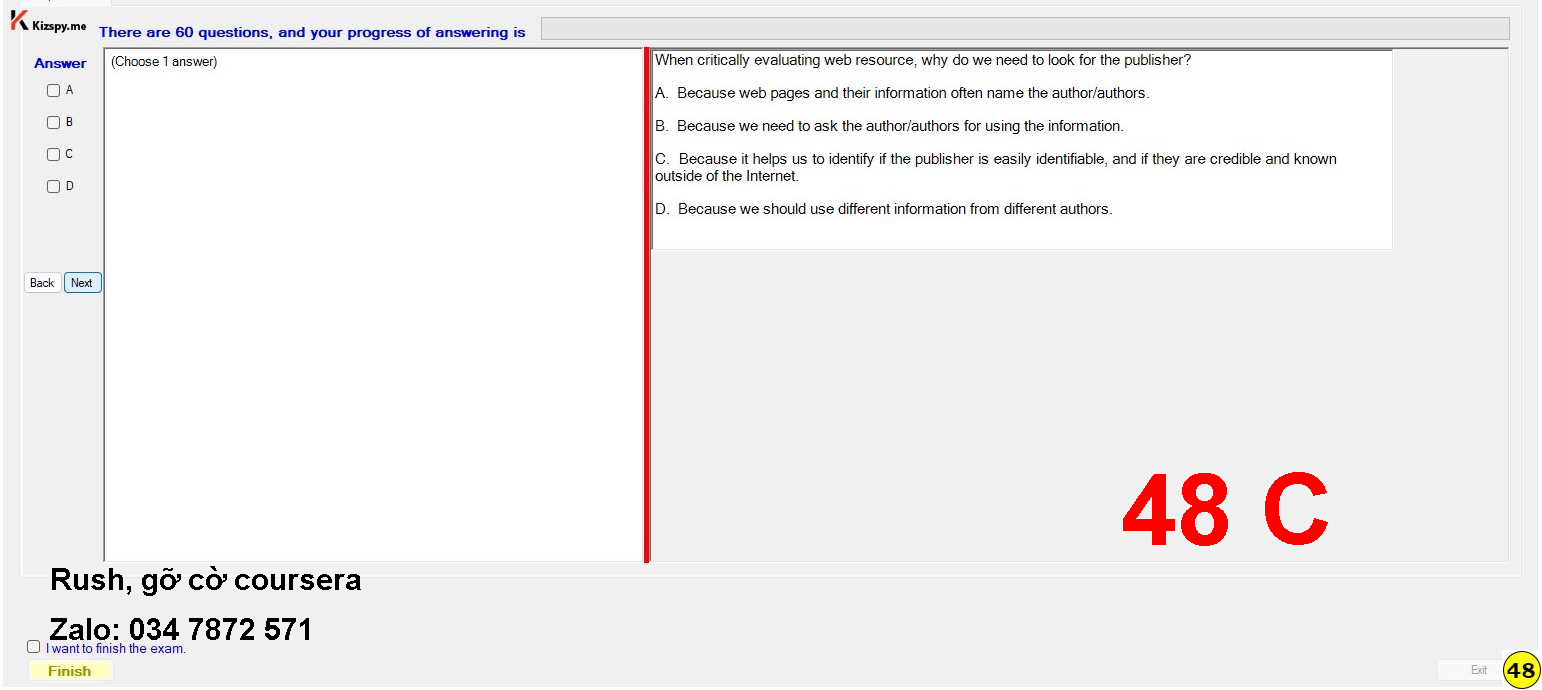 Kizspy.me
There are 60 questions, and your progress of answering is
Answer
(Choose 1 answer)
A
B
C
D
Back Next
When critically evaluating web resource, why do we need to look for the publisher?
A. Because web pages and their information often name the author/authors.
B. Because we need to ask the author/authors for using the information.
C. Because it helps us to identify if the publisher is easily identifiable, and if they are credible and known
outside of the Internet.
D. Because we should use different information from different authors.
48 C
Rush, gỡ cờ coursera
Zalo: 034 7872 571
I want to finish the exam.
Finish
Exit
48